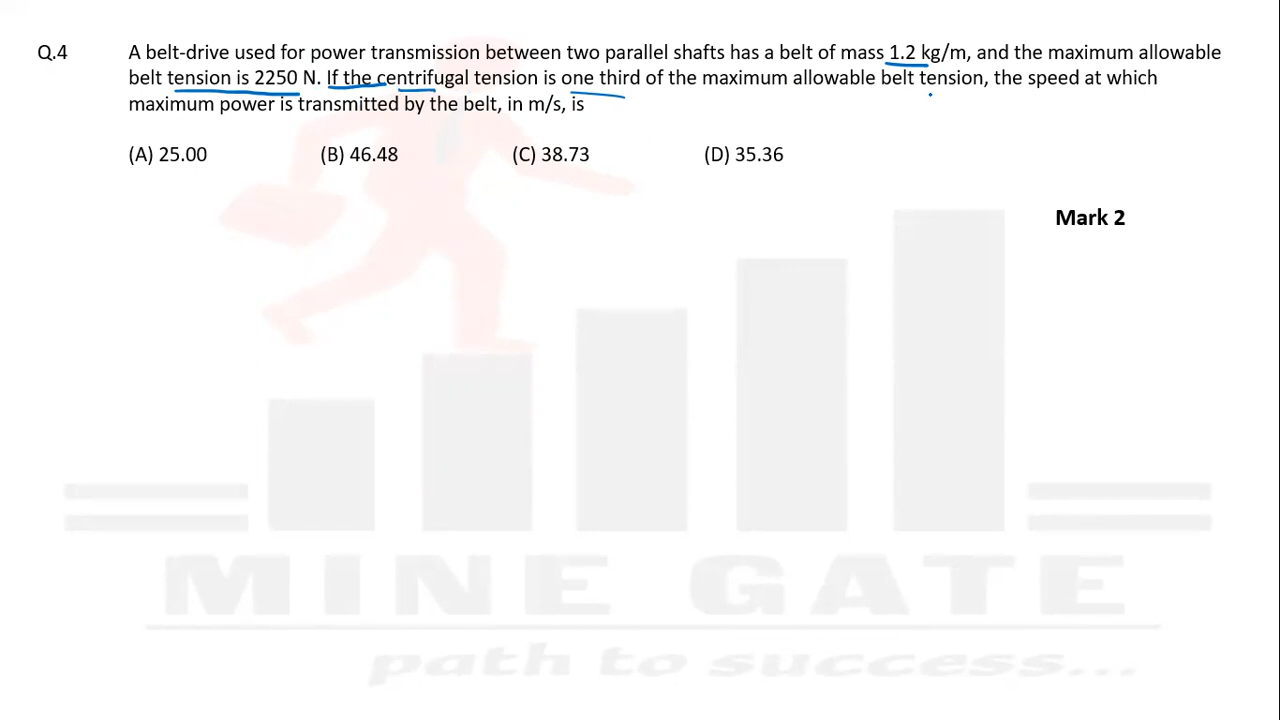 Q.4 A belt-drive used for power transmission between two parallel shafts has a belt of mass 1.2 kg/m, and the maximum allowable
belt tension is 2250 N. If the centrifugal tension is one third of the maximum allowable belt tension, the speed at which
maximum power is transmitted by the belt, in m/s, is
(A) 25.00 (B) 46.48 (C) 38.73 (D) 35.36
Mark 2
MINE GATE
path to success...